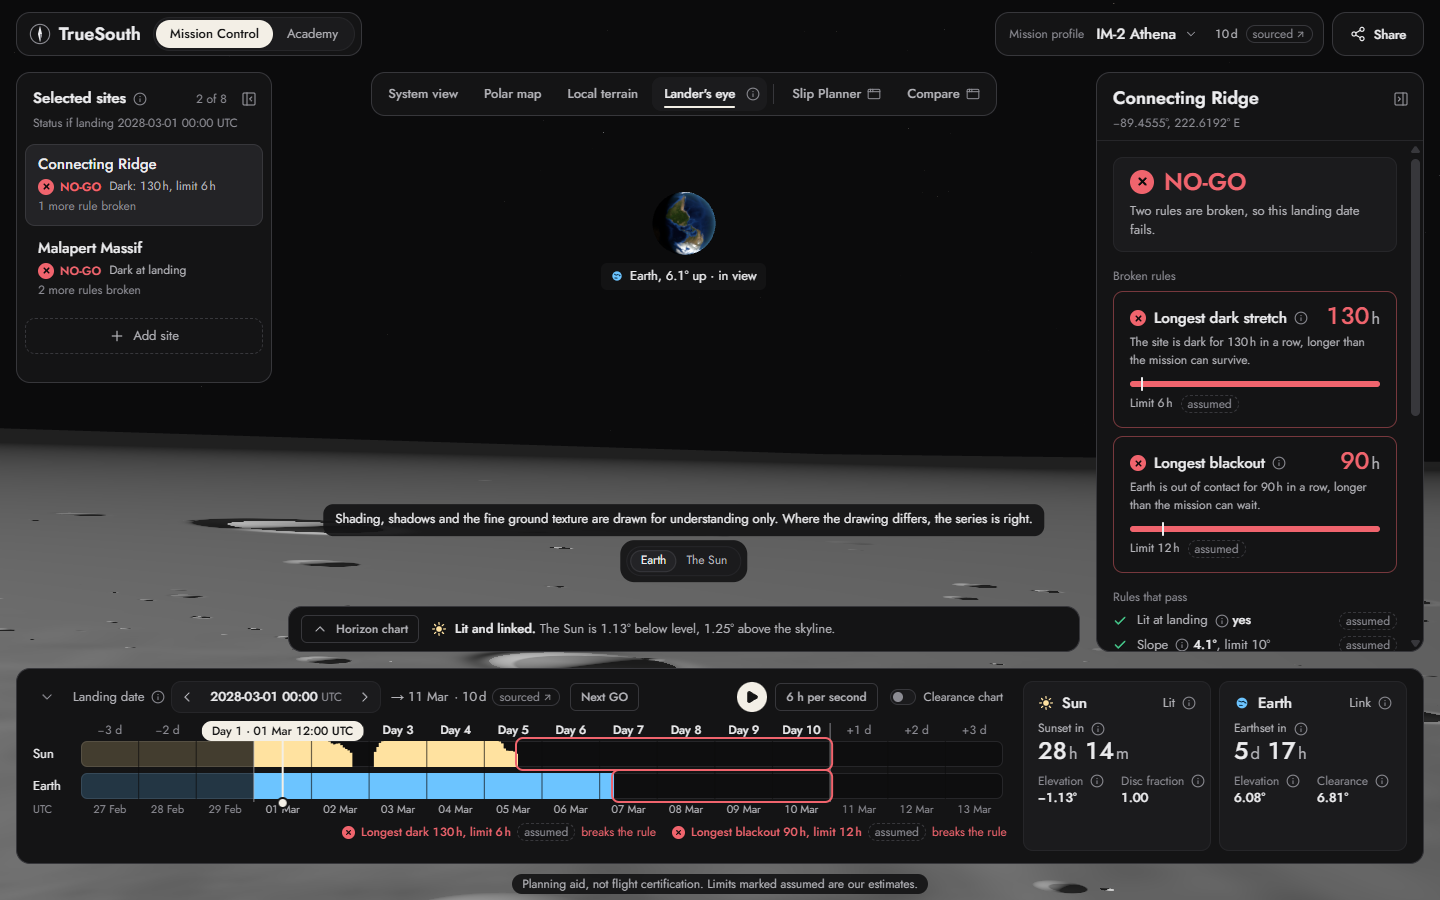 TrueSouth
Mission Control
Academy
Mission profile
IM-2 Athena
10 d
sourced ↗
Share
Selected sites
2 of 8
Status if landing 2028-03-01 00:00 UTC
Connecting Ridge
NO-GO Dark: 130 h, limit 6 h
1 more rule broken
Malapert Massif
NO-GO Dark at landing
2 more rules broken
+ Add site
System view
Polar map
Local terrain
Lander's eye
Slip Planner
Compare
Earth, 6.1° up · in view
Connecting Ridge
−89.4555°, 222.6192° E
NO-GO
Two rules are broken, so this landing date
fails.
Broken rules
Longest dark stretch 130 h
The site is dark for 130 h in a row, longer than
the mission can survive.
Limit 6 h assumed
Longest blackout 90 h
Earth is out of contact for 90 h in a row, longer
than the mission can wait.
Limit 12 h assumed
Rules that pass
Lit at landing yes assumed
Slope 4.1°, limit 10° assumed
Shading, shadows and the fine ground texture are drawn for understanding only. Where the drawing differs, the series is right.
Earth
The Sun
Horizon chart
Lit and linked. The Sun is 1.13° below level, 1.25° above the skyline.
Landing date
2028-03-01 00:00 UTC
→ 11 Mar · 10 d
sourced ↗
Next GO
6 h per second
Clearance chart
−3 d
−2 d
Day 1 · 01 Mar 12:00 UTC
Day 3
Day 4
Day 5
Day 6
Day 7
Day 8
Day 9
Day 10
+1 d
+2 d
+3 d
Sun
Earth
UTC
27 Feb
28 Feb
29 Feb
01 Mar
02 Mar
03 Mar
04 Mar
05 Mar
06 Mar
07 Mar
08 Mar
09 Mar
10 Mar
11 Mar
12 Mar
13 Mar
Longest dark 130 h, limit 6 h assumed breaks the rule
Longest blackout 90 h, limit 12 h assumed breaks the rule
Sun
Lit
Sunset in
28 h 14 m
Elevation
Disc fraction
−1.13°
1.00
Earth
Link
Earthset in
5 d 17 h
Elevation
Clearance
6.08°
6.81°
Planning aid, not flight certification. Limits marked assumed are our estimates.